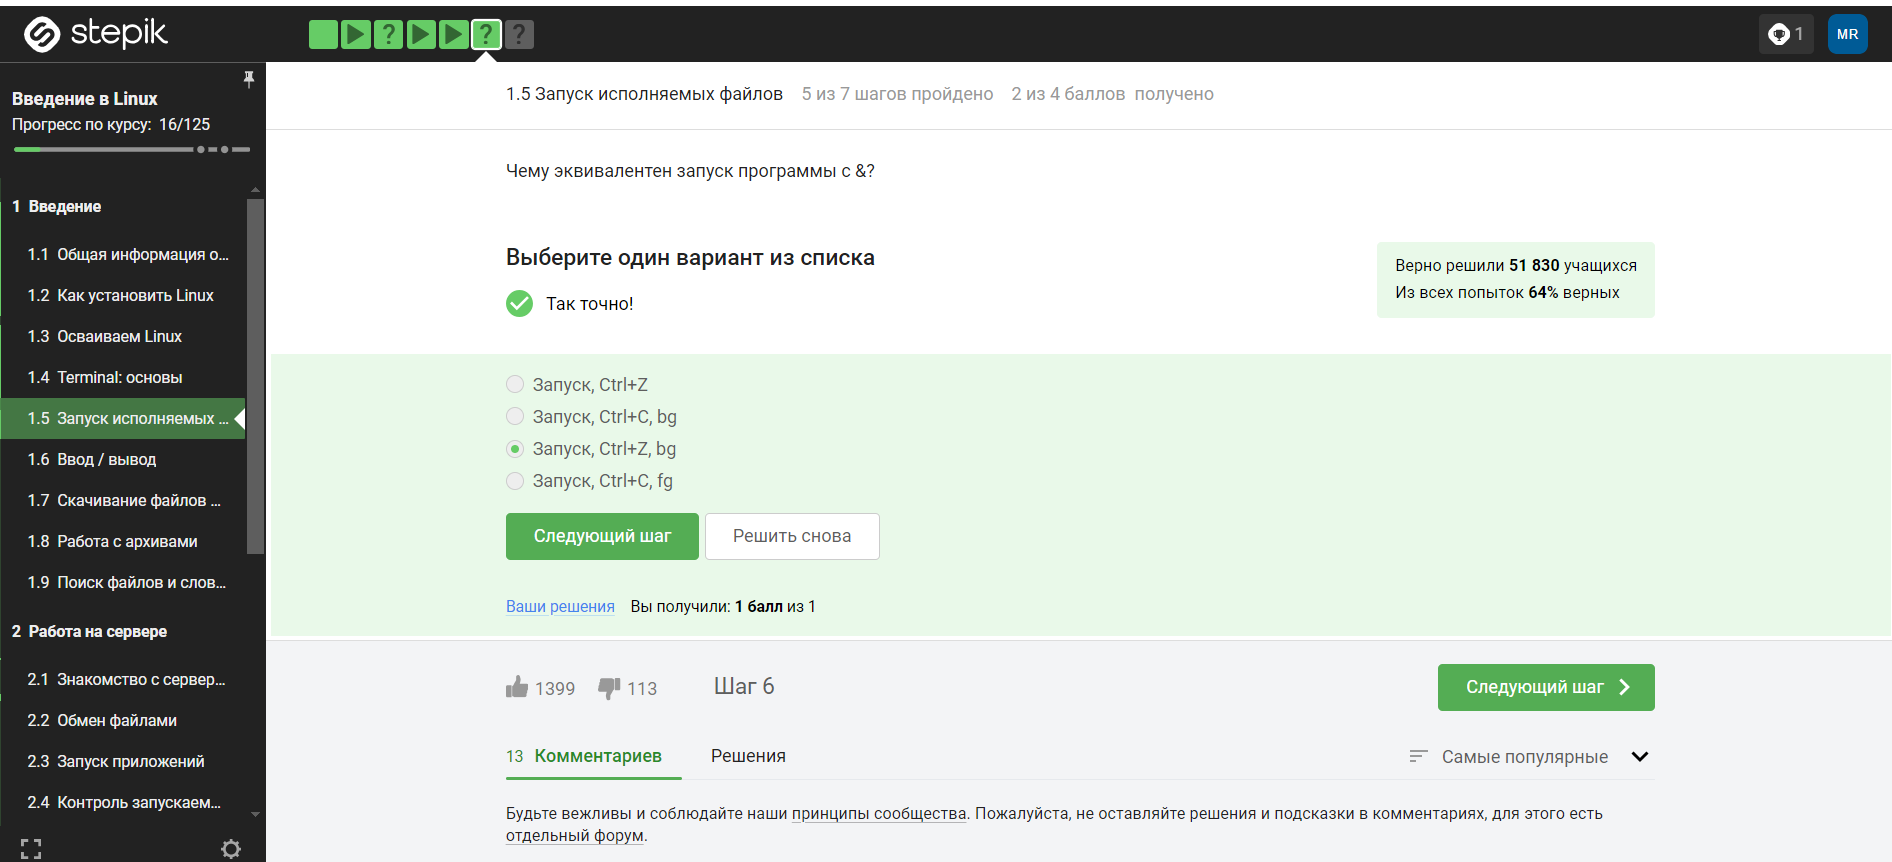 stepik
?
?
?
1
MR
Введение в Linux
Прогресс по курсу: 16/125
1 Введение
1.1 Общая информация о...
1.2 Как установить Linux
1.3 Осваиваем Linux
1.4 Terminal: основы
1.5 Запуск исполняемых ...
1.6 Ввод / вывод
1.7 Скачивание файлов ...
1.8 Работа с архивами
1.9 Поиск файлов и слов...
2 Работа на сервере
2.1 Знакомство с сервер...
2.2 Обмен файлами
2.3 Запуск приложений
2.4 Контроль запускаем...
1.5 Запуск исполняемых файлов 5 из 7 шагов пройдено 2 из 4 баллов получено
Чему эквивалентен запуск программы с &?
Выберите один вариант из списка
Так точно!
Верно решили 51 830 учащихся
Из всех попыток 64% верных
Запуск, Ctrl+Z
Запуск, Ctrl+C, bg
Запуск, Ctrl+Z, bg
Запуск, Ctrl+C, fg
Следующий шаг
Решить снова
Ваши решения Вы получили: 1 балл из 1
1399 113 Шаг 6
Следующий шаг
13 Комментариев Решения
Самые популярные
Будьте вежливы и соблюдайте наши принципы сообщества. Пожалуйста, не оставляйте решения и подсказки в комментариях, для этого есть
отдельный форум.